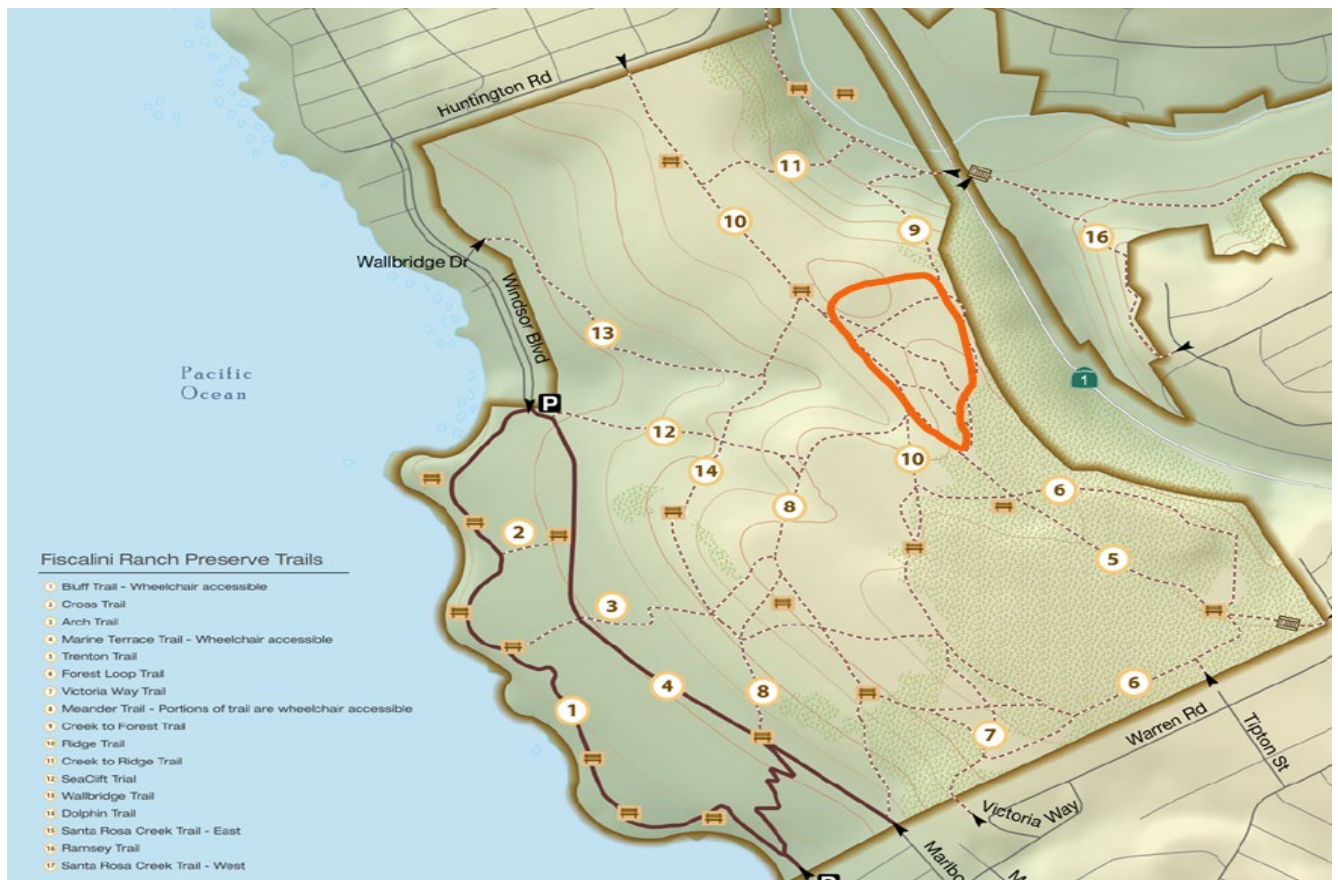 Huntington Rd
11
10
9
16
Wallbridge Dr
Windsor Blvd
13
1
Pacific
Ocean
P
12
14
10
8
6
2
5
3
6
4
8
1
7
Warren Rd
Tipton St
Victoria Way
Fiscalini Ranch Preserve Trails
1 Bluff Trail - Wheelchair accessible
2 Cross Trail
3 Arch Trail
4 Marine Terrace Trail - Wheelchair accessible
5 Trenton Trail
6 Forest Loop Trail
7 Victoria Way Trail
8 Meander Trail - Portions of trail are wheelchair accessible
9 Creek to Forest Trail
10 Ridge Trail
11 Creek to Ridge Trail
12 SeaClift Trial
13 Wallbridge Trail
14 Dolphin Trail
15 Santa Rosa Creek Trail - East
16 Ramsey Trail
17 Santa Rosa Creek Trail - West